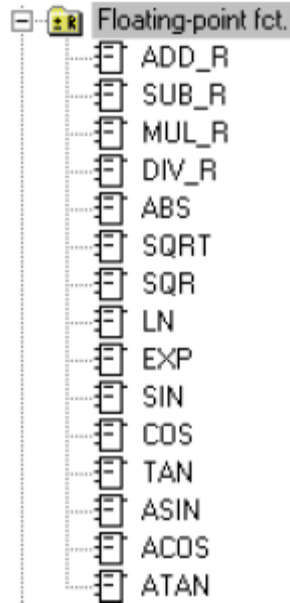 ±R Floating-point fct.
ADD_R
SUB_R
MUL_R
DIV_R
ABS
SQRT
SQR
LN
EXP
SIN
COS
TAN
ASIN
ACOS
ATAN